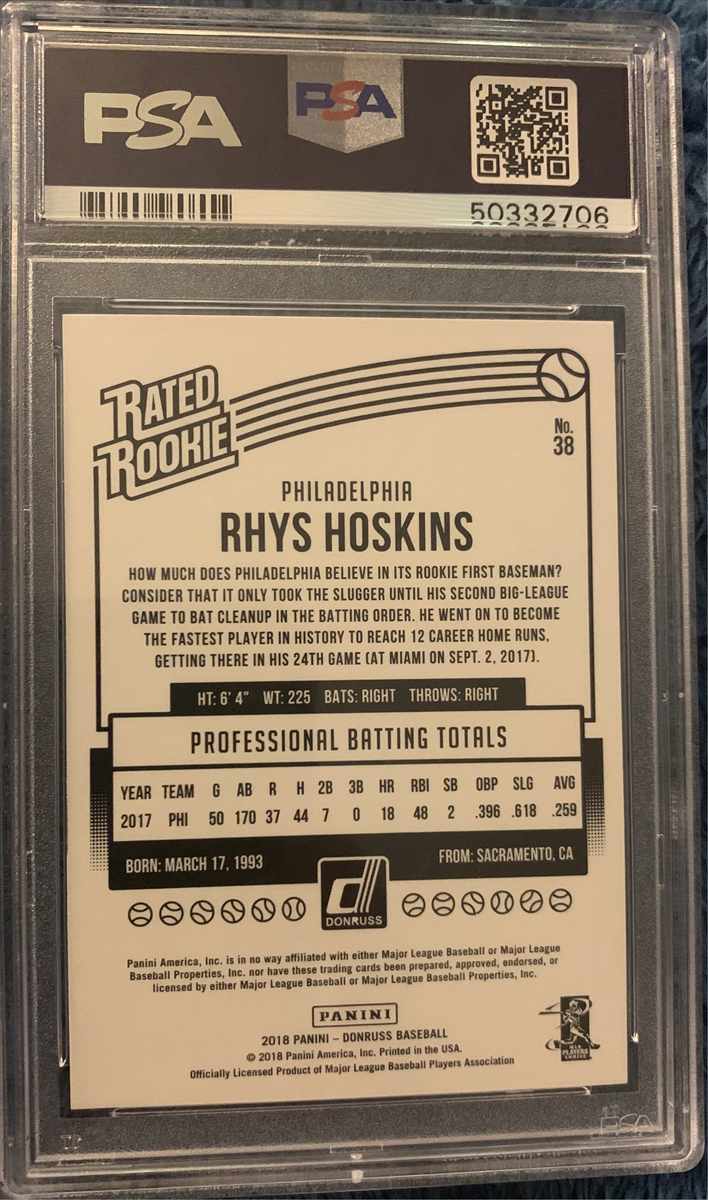 PSA
PSA
50332706
RATED
ROOKIE
No.
38
PHILADELPHIA
RHYS HOSKINS
HOW MUCH DOES PHILADELPHIA BELIEVE IN ITS ROOKIE FIRST BASEMAN?
CONSIDER THAT IT ONLY TOOK THE SLUGGER UNTIL HIS SECOND BIG-LEAGUE
GAME TO BAT CLEANUP IN THE BATTING ORDER. HE WENT ON TO BECOME
THE FASTEST PLAYER IN HISTORY TO REACH 12 CAREER HOME RUNS,
GETTING THERE IN HIS 24TH GAME (AT MIAMI ON SEPT. 2, 2017).
HT: 6' 4" WT: 225 BATS: RIGHT THROWS: RIGHT
PROFESSIONAL BATTING TOTALS
YEAR TEAM G AB R H 2B 3B HR RBI SB OBP SLG AVG
2017 PHI 50 170 37 44 7 0 18 48 2 .396 .618 .259
BORN: MARCH 17, 1993 FROM: SACRAMENTO, CA
d
DONRUSS
Panini America, Inc. is in no way affiliated with either Major League Baseball or Major League
Baseball Properties, Inc. nor have these trading cards been prepared, approved, endorsed, or
licensed by either Major League Baseball or Major League Baseball Properties, Inc.
PANINI
2018 PANINI – DONRUSS BASEBALL
© 2018 Panini America, Inc. Printed in the USA.
Officially Licensed Product of Major League Baseball Players Association
PLAYERS
CHOICE
PSA